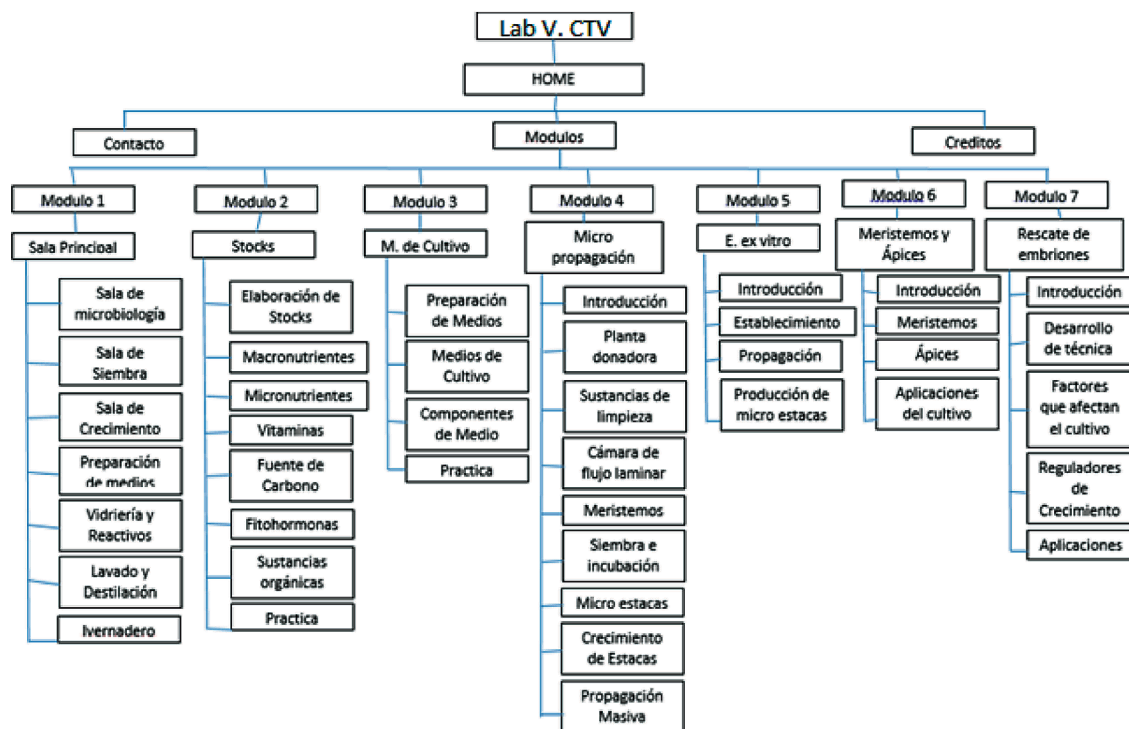 Lab V. CTV
HOME
Contacto
Modulos
Creditos
Modulo 1
Modulo 2
Modulo 3
Modulo 4
Modulo 5
Modulo 6
Modulo 7
Sala Principal
Sala de
microbiología
Sala de
Siembra
Sala de
Crecimiento
Preparación
de medios
Vidriería y
Reactivos
Lavado y
Destilación
Ivernadero
Stocks
Elaboración de
Stocks
Macronutrientes
Micronutrientes
Vitaminas
Fuente de
Carbono
Fitohormonas
Sustancias
orgánicas
Practica
M. de Cultivo
Preparación
de Medios
Medios de
Cultivo
Componentes
de Medio
Practica
Micro
propagación
Introducción
Planta
donadora
Sustancias de
limpieza
Cámara de
flujo laminar
Meristemos
Siembra e
incubación
Micro estacas
Crecimiento
de Estacas
Propagación
Masiva
E. ex vitro
Introducción
Establecimiento
Propagación
Producción de
micro estacas
Meristemos y
Ápices
Introducción
Meristemos
Ápices
Aplicaciones
del cultivo
Rescate de
embriones
Introducción
Desarrollo
de técnica
Factores
que afectan
el cultivo
Reguladores
de
Crecimiento
Aplicaciones